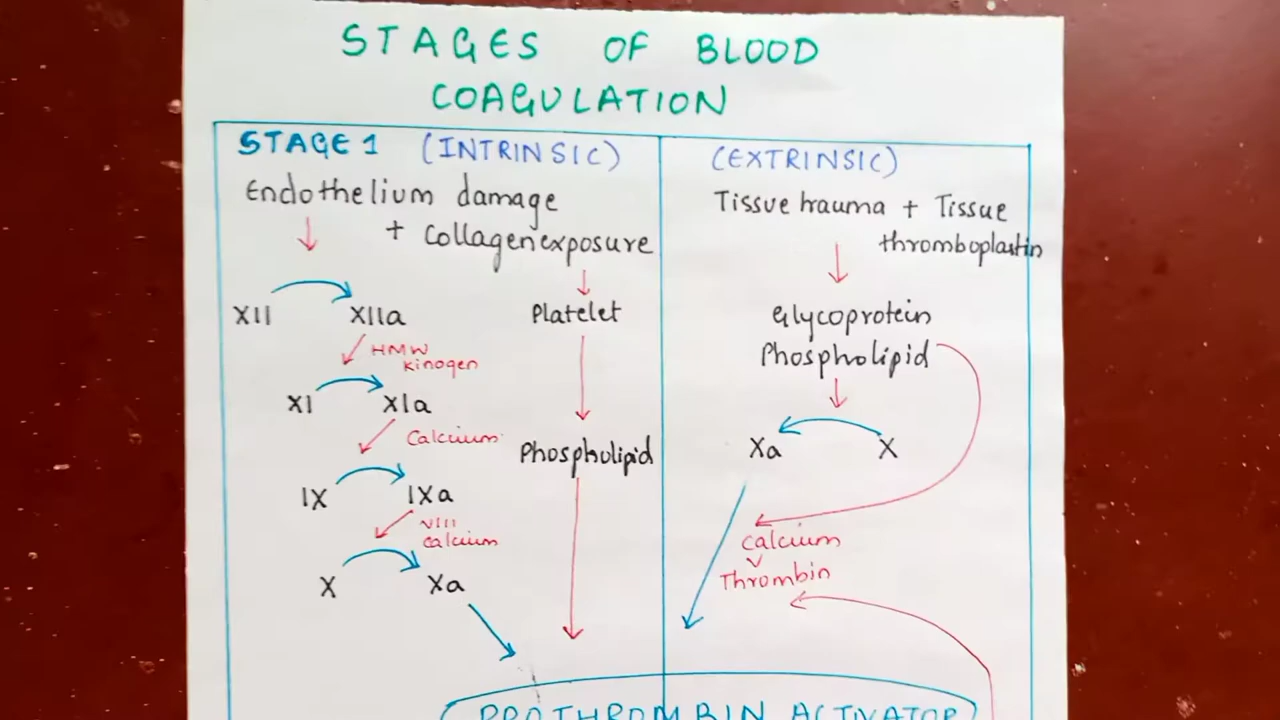 STAGES OF BLOOD
COAGULATION
STAGE 1 (INTRINSIC)
Endothelium damage
+ Collagen exposure
XII XIIa
HMW
kinogen
XI XIa
Calcium
IX IXa
VIII
calcium
X Xa
Platelet
Phospholipid
(EXTRINSIC)
Tissue trauma + Tissue
thromboplastin
Glycoprotein
Phospholipid
Xa X
Calcium
V
Thrombin
PROTHROMBIN ACTIVATOR